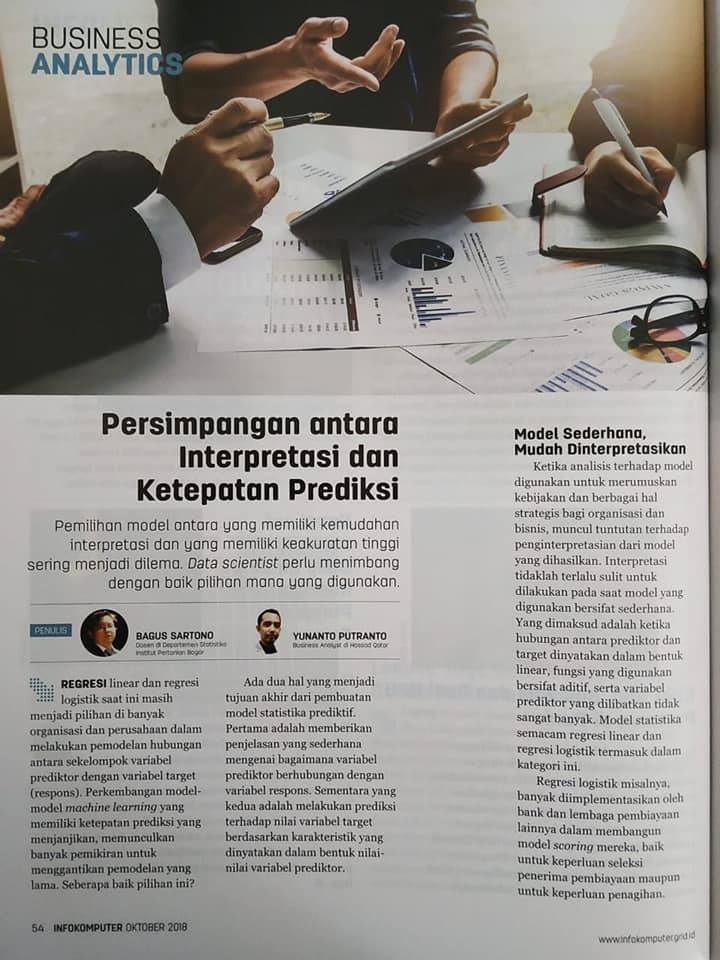 BUSINESS
ANALYTICS
Persimpangan antara
Interpretasi dan
Ketepatan Prediksi
Pemilihan model antara yang memiliki kemudahan
interpretasi dan yang memiliki keakuratan tinggi
sering menjadi dilema. Data scientist perlu menimbang
dengan baik pilihan mana yang digunakan.
PENULIS
BAGUS SARTONO
Dosen di Departemen Statistika
Institut Pertanian Bogor
YUNANTO PUTRANTO
Business Analyst di Hassad Qatar
REGRESI linear dan regresi
logistik saat ini masih
menjadi pilihan di banyak
organisasi dan perusahaan dalam
melakukan pemodelan hubungan
antara sekelompok variabel
prediktor dengan variabel target
(respons). Perkembangan model-
model machine learning yang
memiliki ketepatan prediksi yang
menjanjikan, memunculkan
banyak pemikiran untuk
menggantikan pemodelan yang
lama. Seberapa baik pilihan ini?
Ada dua hal yang menjadi
tujuan akhir dari pembuatan
model statistika prediktif.
Pertama adalah memberikan
penjelasan yang sederhana
mengenai bagaimana variabel
prediktor berhubungan dengan
variabel respons. Sementara yang
kedua adalah melakukan prediksi
terhadap nilai variabel target
berdasarkan karakteristik yang
dinyatakan dalam bentuk nilai-
nilai variabel prediktor.
Model Sederhana,
Mudah Dinterpretasikan
Ketika analisis terhadap model
digunakan untuk merumuskan
kebijakan dan berbagai hal
strategis bagi organisasi dan
bisnis, muncul tuntutan terhadap
penginterpretasian dari model
yang dihasilkan. Interpretasi
tidaklah terlalu sulit untuk
dilakukan pada saat model yang
digunakan bersifat sederhana.
Yang dimaksud adalah ketika
hubungan antara prediktor dan
target dinyatakan dalam bentuk
linear, fungsi yang digunakan
bersifat aditif, serta variabel
prediktor yang dilibatkan tidak
sangat banyak. Model statistika
semacam regresi linear dan
regresi logistik termasuk dalam
kategori ini.
Regresi logistik misalnya,
banyak diimplementasikan oleh
bank dan lembaga pembiayaan
lainnya dalam membangun
model scoring mereka, baik
untuk keperluan seleksi
penerima pembiayaan maupun
untuk keperluan penagihan.
54 INFOKOMPUTER OKTOBER 2018
www.infokomputer.grid.id